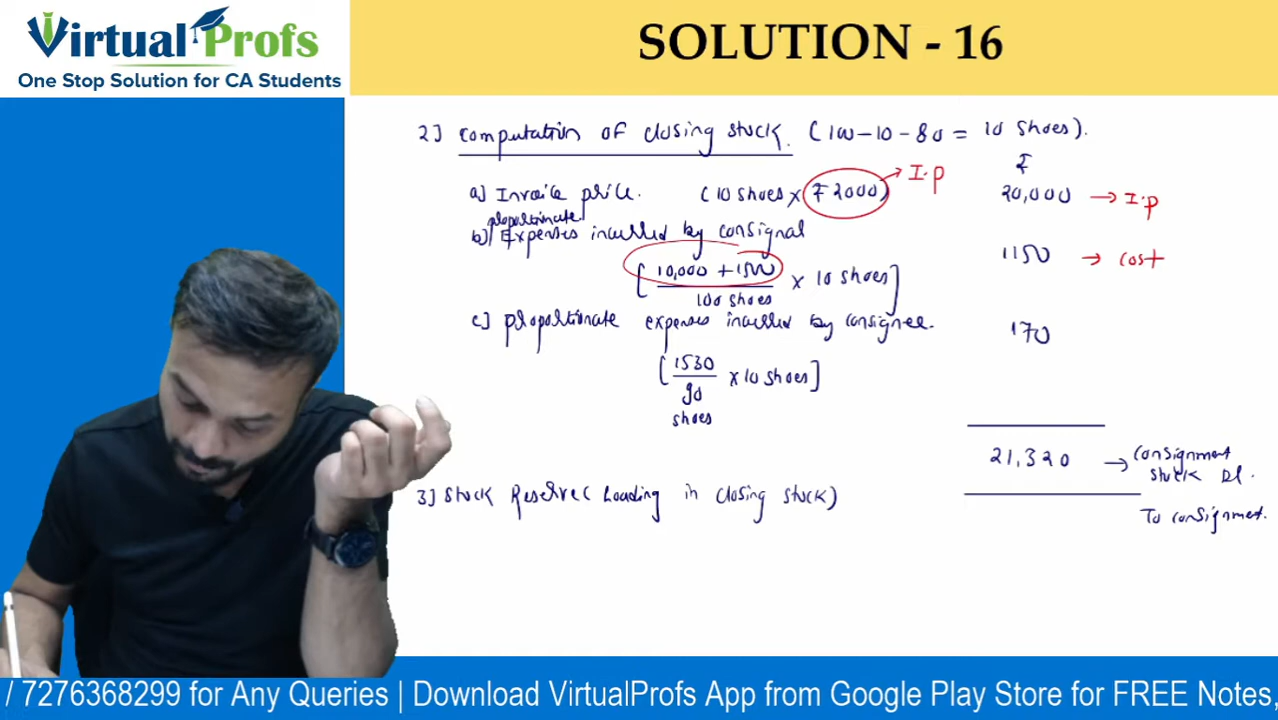 Virtual Profs
One Stop Solution for CA Students
SOLUTION - 16
2] Computation of closing stock. (100-10-80 = 10 shoes).
₹
a) Invoice price. (10 shoes x ₹2000) → I.p 20,000 → I.p
b) proportionate Expenses incurred by consignor
[10,000 + 1500 / 100 shoes x 10 shoes] 1150 → cost
c] proportionate expenses incurred by consignee. 170
[1530 / 90 shoes x 10 shoes]
21,320 → Consignment stock Dr.
To consignment.
3] Stock Reserve (Loading in closing stock)
/ 7276368299 for Any Queries | Download VirtualProfs App from Google Play Store for FREE Notes,